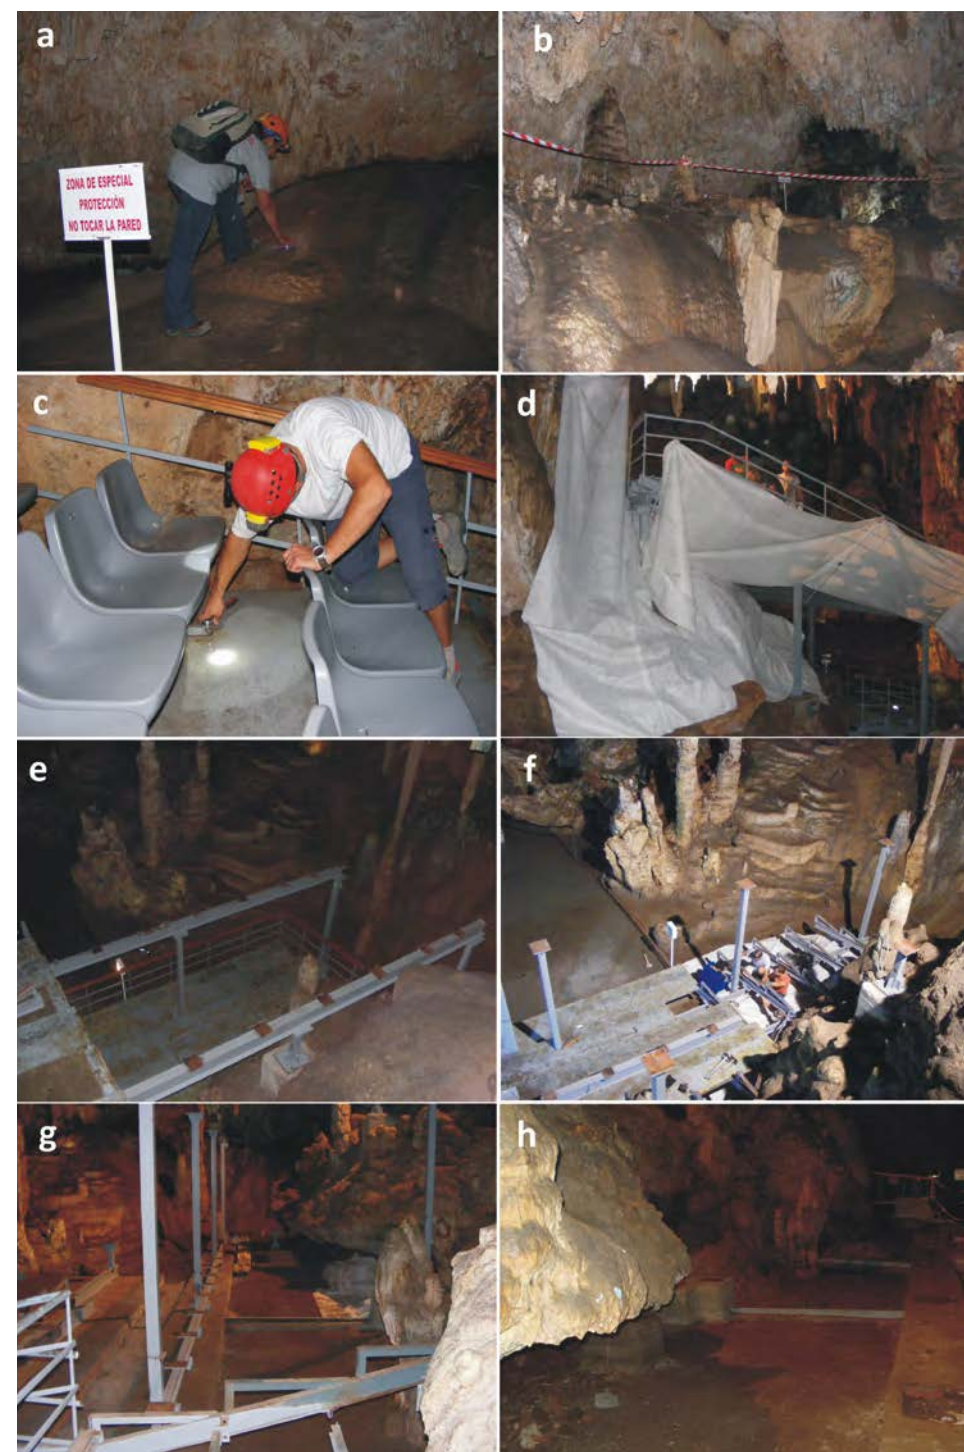 a
b
ZONA DE ESPECIAL
PROTECCIÓN
NO TOCAR LA PARED
c
d
e
f
g
h